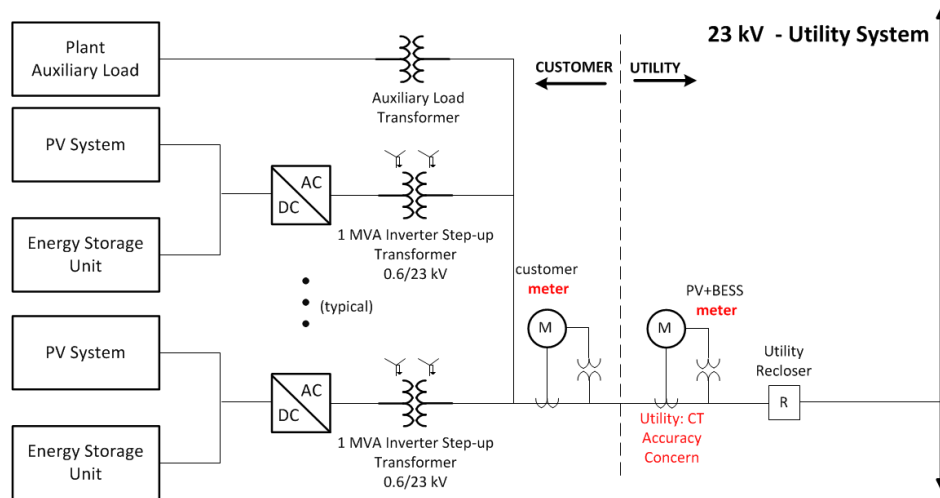 23 kV - Utility System
Plant
Auxiliary Load
CUSTOMER
UTILITY
Auxiliary Load
Transformer
PV System
AC
DC
Energy Storage
Unit
1 MVA Inverter Step-up
Transformer
0.6/23 kV
(typical)
customer
meter
M
PV+BESS
meter
M
PV System
AC
DC
Energy Storage
Unit
1 MVA Inverter Step-up
Transformer
0.6/23 kV
Utility: CT
Accuracy
Concern
Utility
Recloser
R